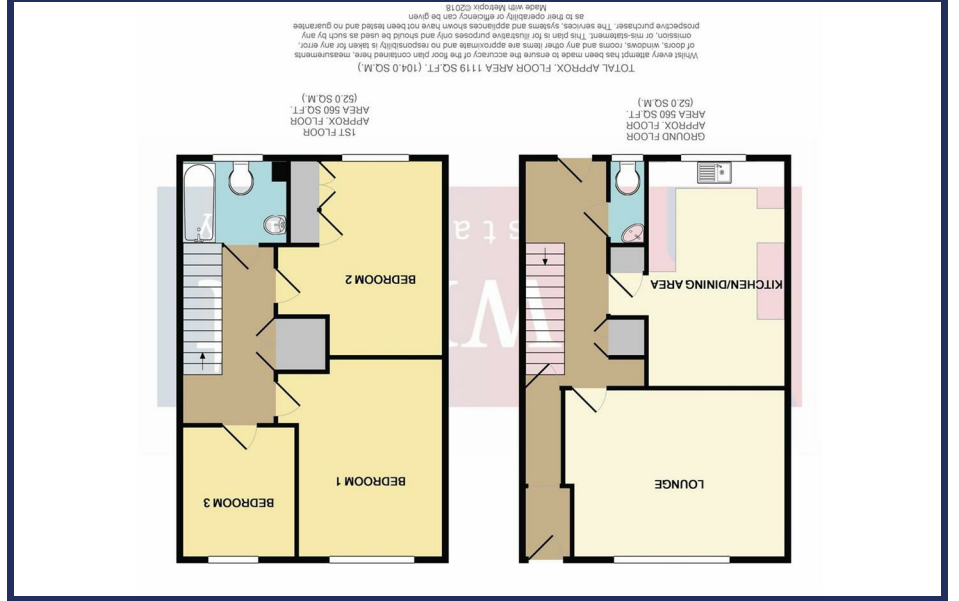 GROUND FLOOR
APPROX. FLOOR
AREA 560 SQ.FT.
(52.0 SQ.M.)
1ST FLOOR
APPROX. FLOOR
AREA 560 SQ.FT.
(52.0 SQ.M.)
LOUNGE
KITCHEN/DINING AREA
BEDROOM 1
BEDROOM 3
BEDROOM 2
TOTAL APPROX. FLOOR AREA 1119 SQ.FT. (104.0 SQ.M.)
Whilst every attempt has been made to ensure the accuracy of the floor plan contained here, measurements
of doors, windows, rooms and any other items are approximate and no responsibility is taken for any error,
omission, or mis-statement. This plan is for illustrative purposes only and should be used as such by any
prospective purchaser. The services, systems and appliances shown have not been tested and no guarantee
as to their operability or efficiency can be given
Made with Metropix ©2018